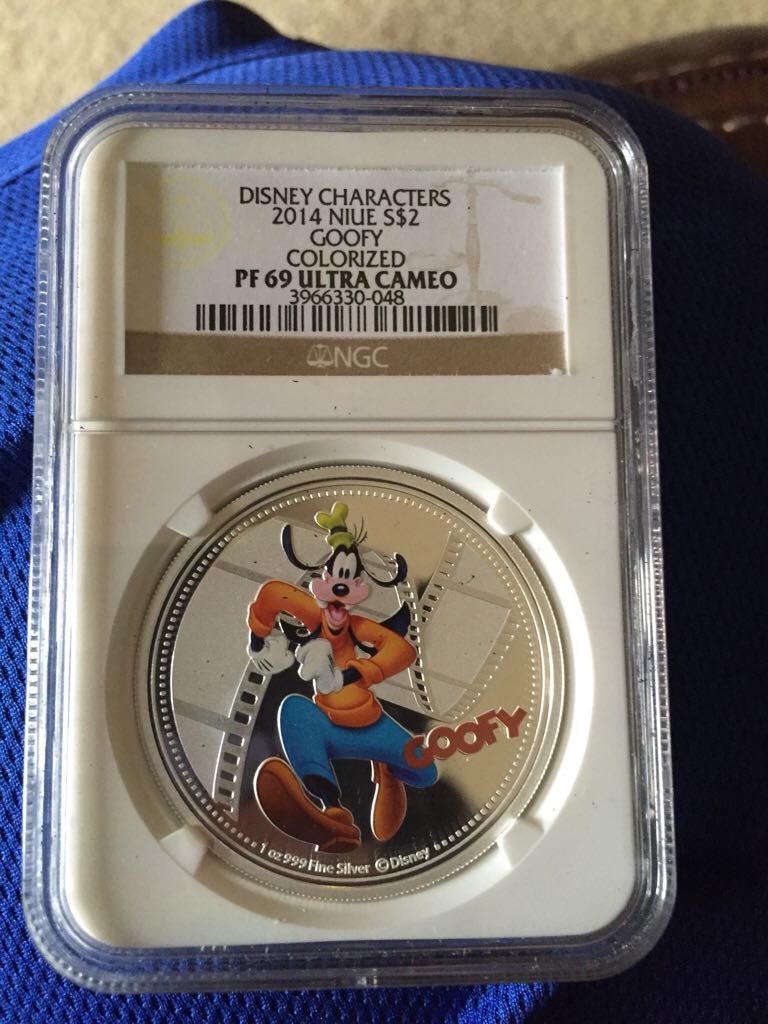 DISNEY CHARACTERS
2014 NIUE S$2
GOOFY
COLORIZED
PF 69 ULTRA CAMEO
3966330-048
NGC
GOOFY
1 oz 999 Fine Silver ©Disney